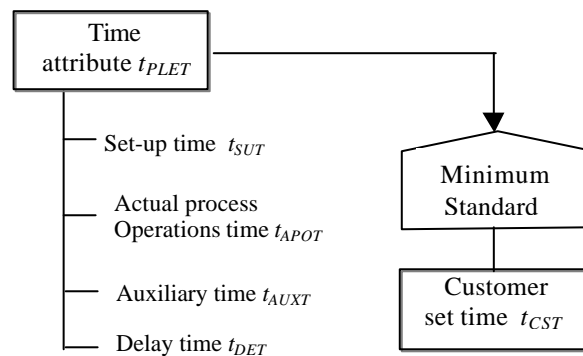 Time
attribute tPLET
Set-up time tSUT
Actual process
Operations time tAPOT
Auxiliary time tAUXT
Delay time tDET
Minimum
Standard
Customer
set time tCST